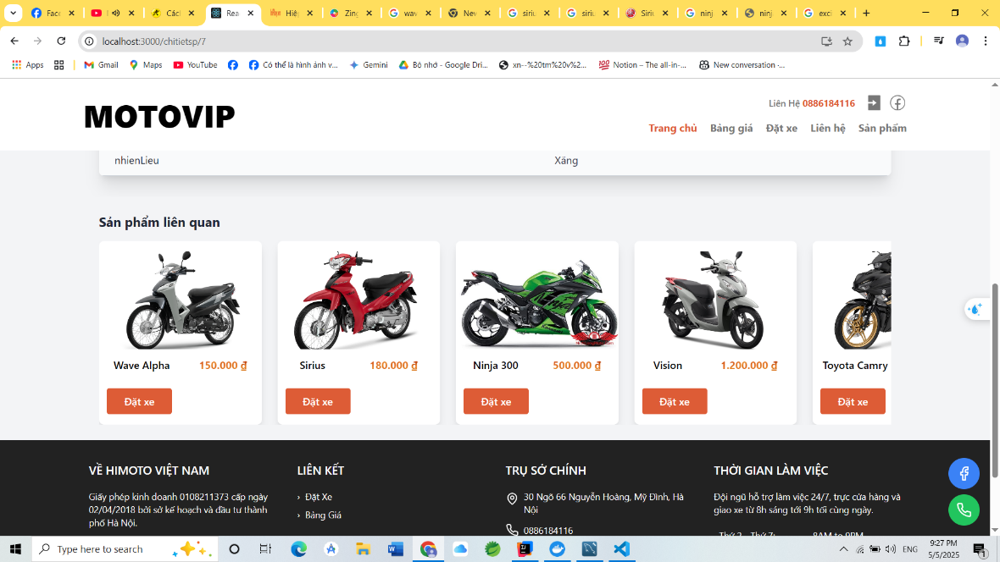 Face
Các
Rea
Hiệ
Zing
wav
New
siriu
siriu
Siriu
ninj
ninj
exci
localhost:3000/chitietsp/7
Apps
Gmail
Maps
YouTube
Có thể là hình ảnh v...
Gemini
Bộ nhớ - Google Dri...
xn--%20tm%20v%2...
Notion – The all-in-...
New conversation -...
MOTOVIP
Liên Hệ 0886184116
Trang chủ Bảng giá Đặt xe Liên hệ Sản phẩm
nhienLieu Xăng
Sản phẩm liên quan
Wave Alpha 150.000 ₫
Sirius 180.000 ₫
Ninja 300 500.000 ₫
Vision 1.200.000 ₫
Toyota Camry
Đặt xe
Đặt xe
Đặt xe
Đặt xe
Đặt xe
VỀ HIMOTO VIỆT NAM
Giấy phép kinh doanh 0108211373 cấp ngày
02/04/2018 bởi sở kế hoạch và đầu tư thành
phố Hà Nội.
LIÊN KẾT
› Đặt Xe
› Bảng Giá
TRỤ SỞ CHÍNH
30 Ngõ 66 Nguyễn Hoàng, Mỹ Đình, Hà
Nội
0886184116
THỜI GIAN LÀM VIỆC
Đội ngũ hỗ trợ làm việc 24/7, trực cửa hàng và
giao xe từ 8h sáng tới 9h tối cùng ngày.
Thứ 2 - Thứ 7: 8AM to 9PM
Type here to search
ENG
9:27 PM
5/5/2025
1